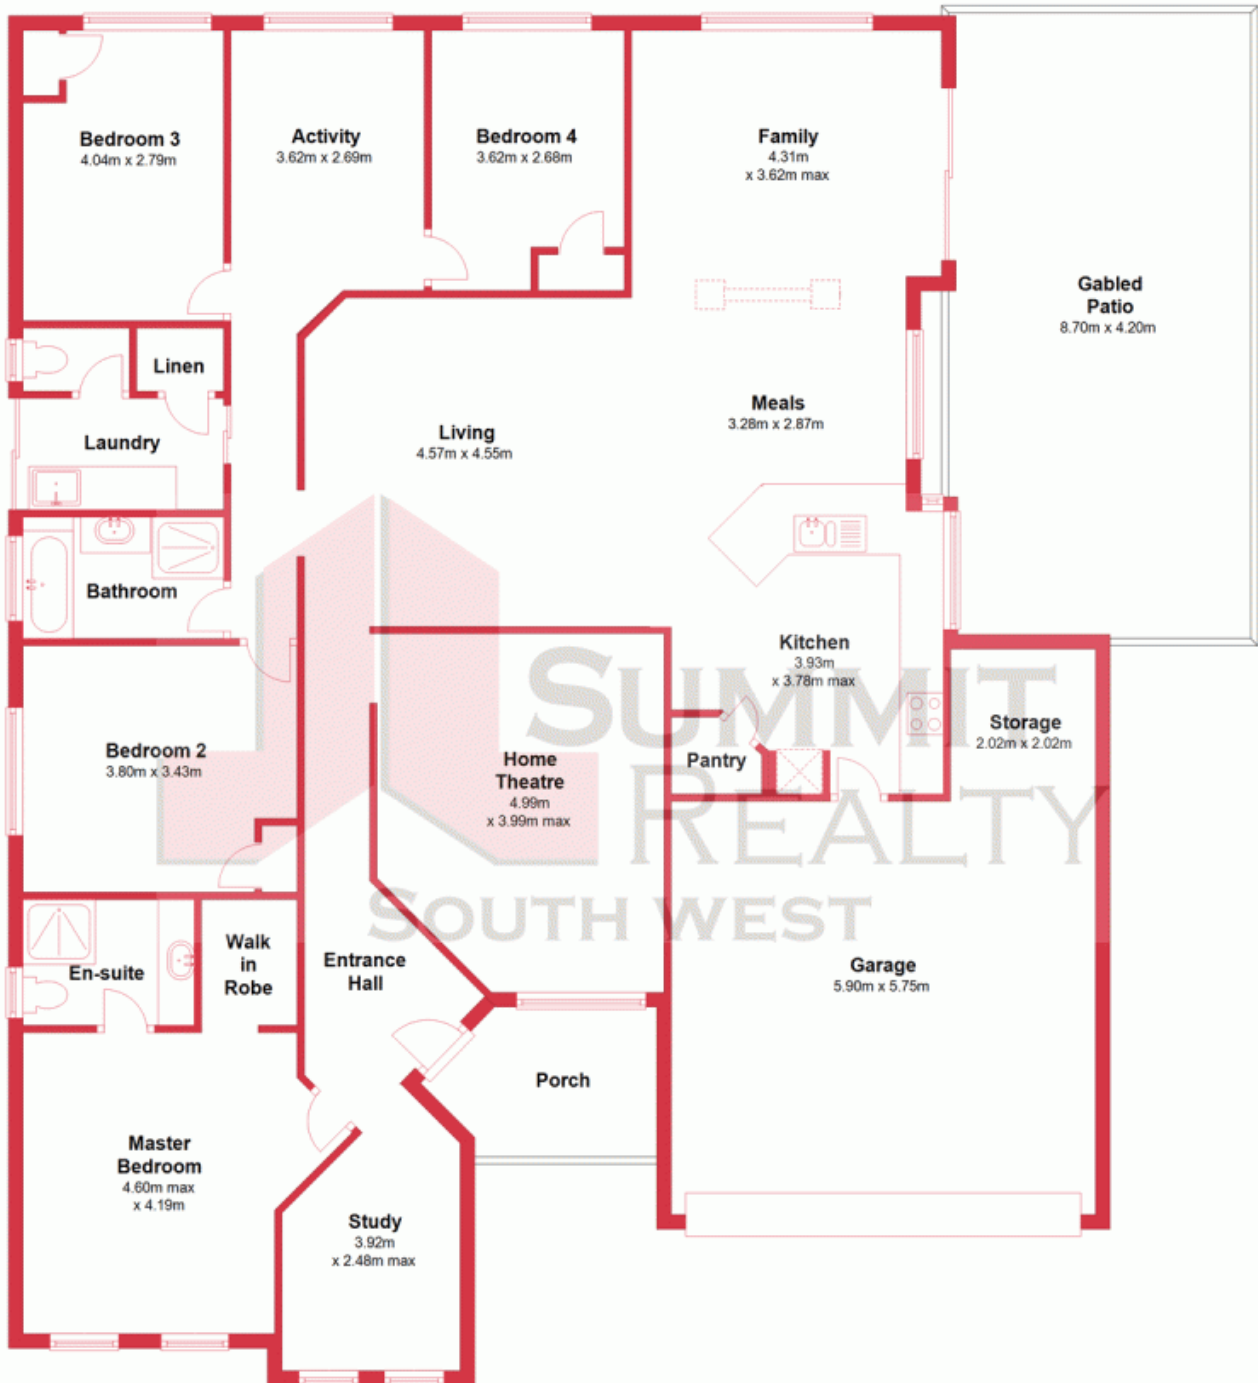 Bedroom 3
4.04m x 2.79m
Activity
3.62m x 2.69m
Bedroom 4
3.62m x 2.68m
Family
4.31m
x 3.62m max
Gabled
Patio
8.70m x 4.20m
Linen
Laundry
Living
4.57m x 4.55m
Meals
3.28m x 2.87m
Bathroom
Kitchen
3.93m
x 3.78m max
Storage
2.02m x 2.02m
Pantry
Bedroom 2
3.80m x 3.43m
Home
Theatre
4.99m
x 3.99m max
SUMMIT
REALTY
SOUTH WEST
En-suite
Walk
in
Robe
Entrance
Hall
Garage
5.90m x 5.75m
Porch
Master
Bedroom
4.60m max
x 4.19m
Study
3.92m
x 2.48m max